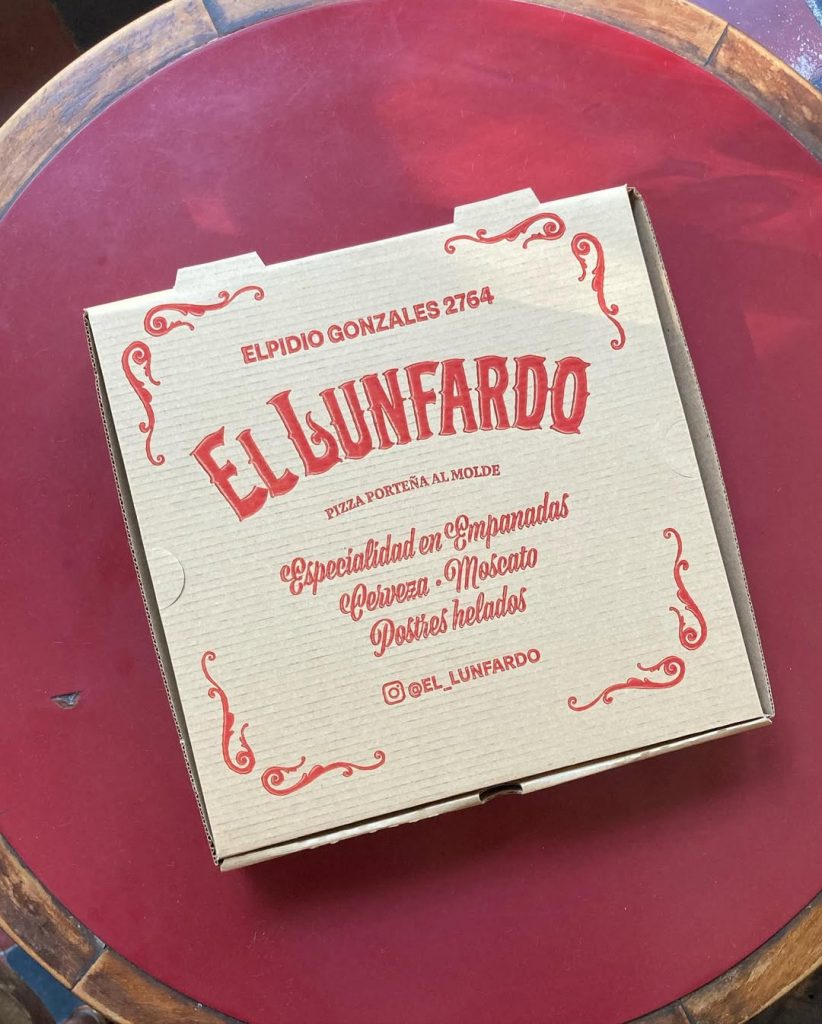 ELPIDIO GONZALES 2764
EL LUNFARDO
PIZZA PORTEÑA AL MOLDE
Especialidad en Empanadas
Cerveza • Moscato
Postres helados
@EL_LUNFARDO